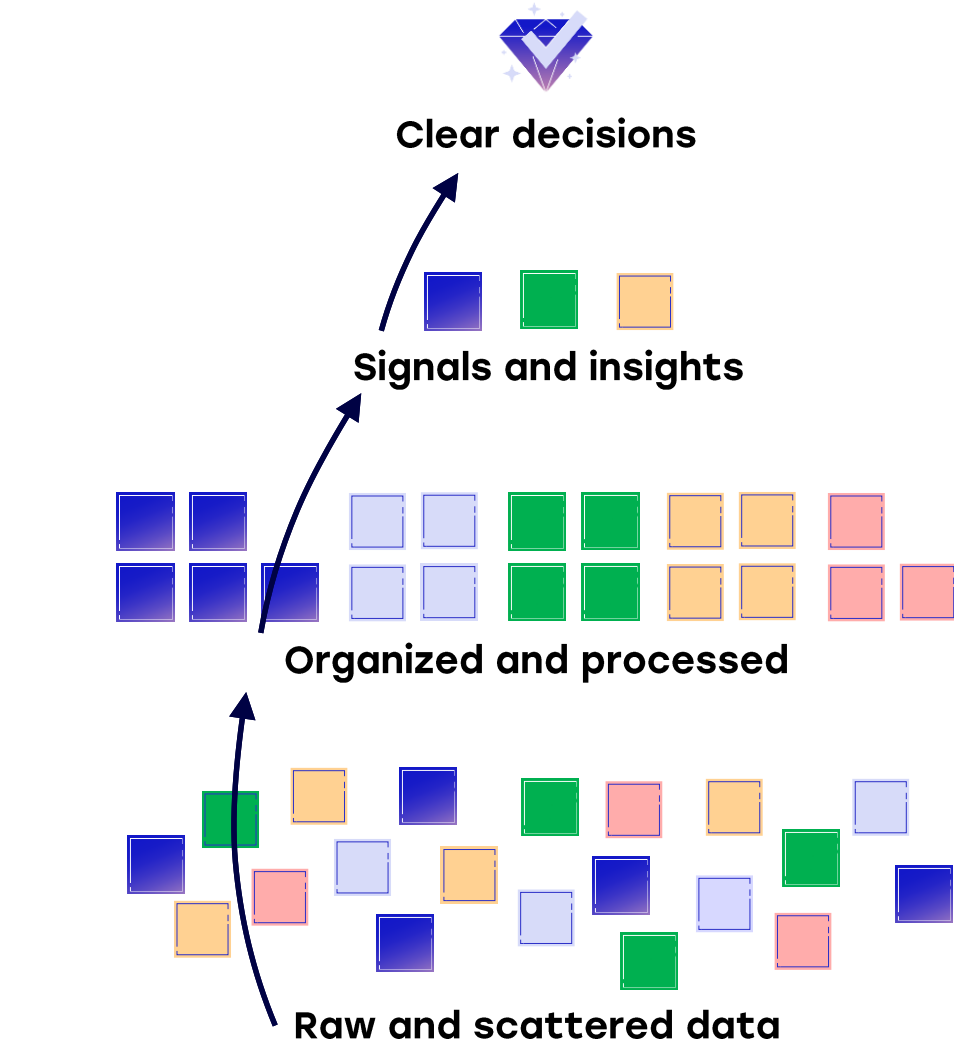 Clear decisions
Signals and insights
Organized and processed
Raw and scattered data